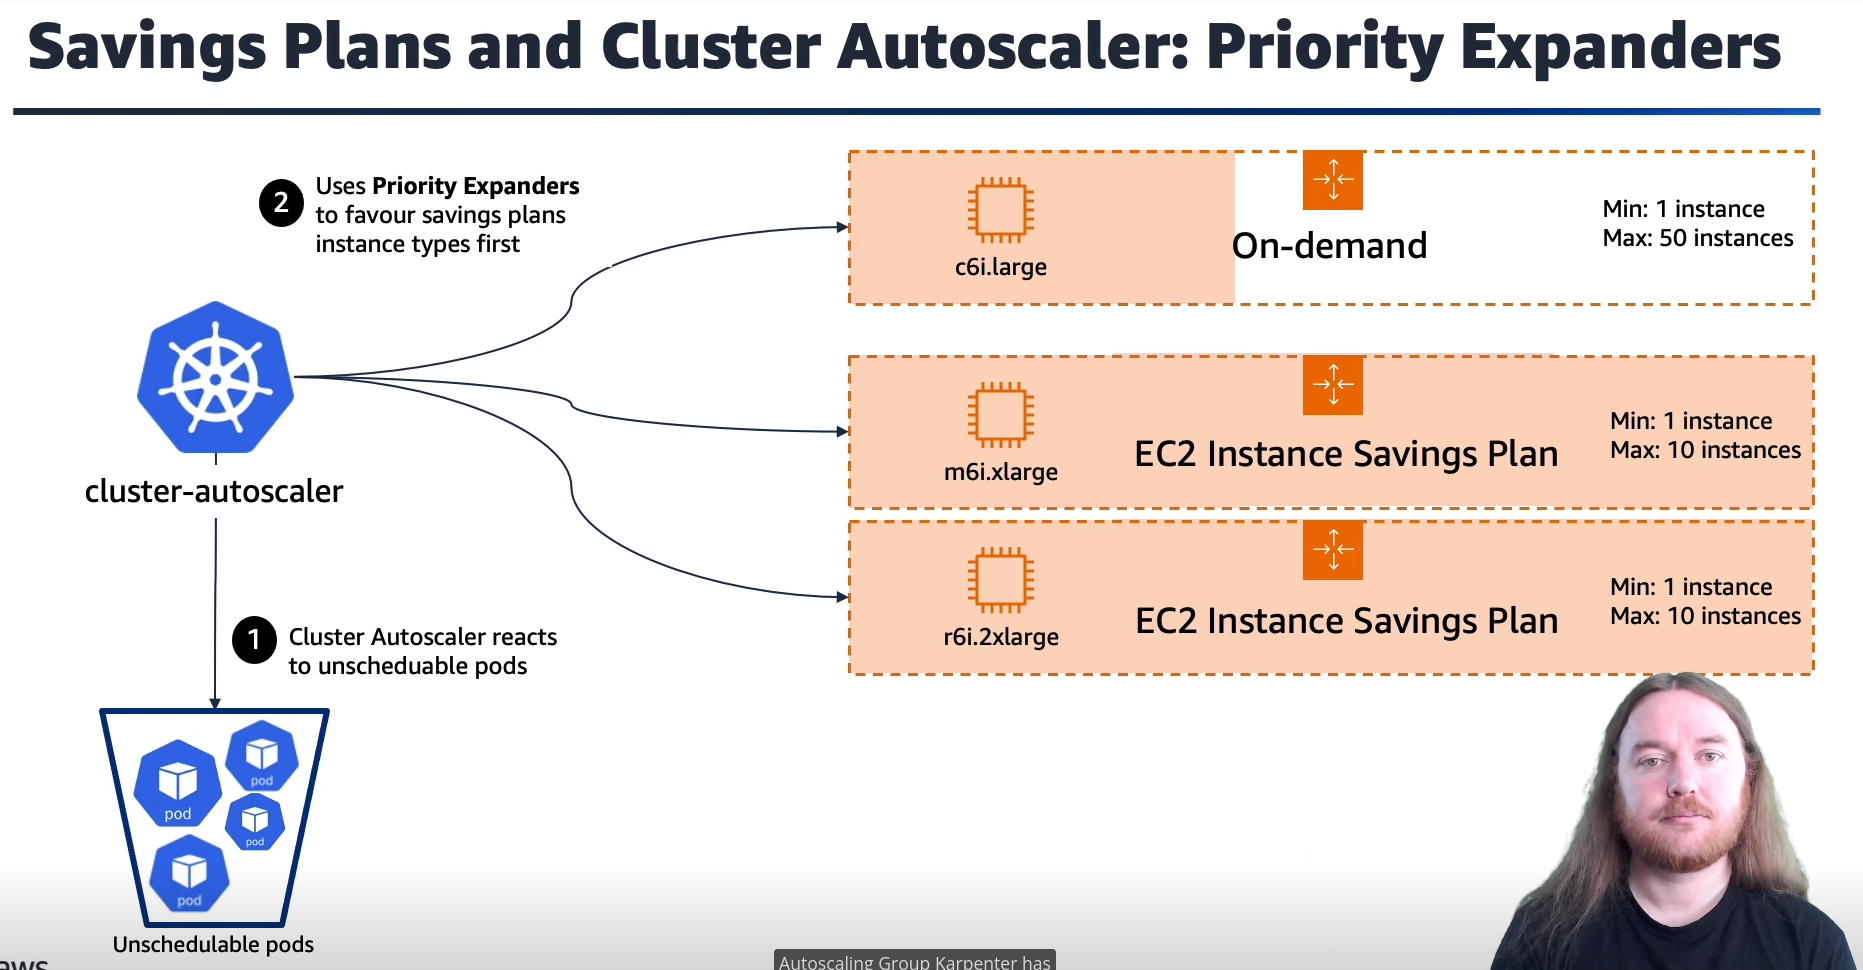 Savings Plans and Cluster Autoscaler: Priority Expanders
2
Uses Priority Expanders
to favour savings plans
instance types first
c6i.large
On-demand
Min: 1 instance
Max: 50 instances
m6i.xlarge
EC2 Instance Savings Plan
Min: 1 instance
Max: 10 instances
cluster-autoscaler
r6i.2xlarge
EC2 Instance Savings Plan
Min: 1 instance
Max: 10 instances
1
Cluster Autoscaler reacts
to unscheduable pods
pod
pod
pod
pod
Unschedulable pods
aws
Autoscaling Group Karpenter has